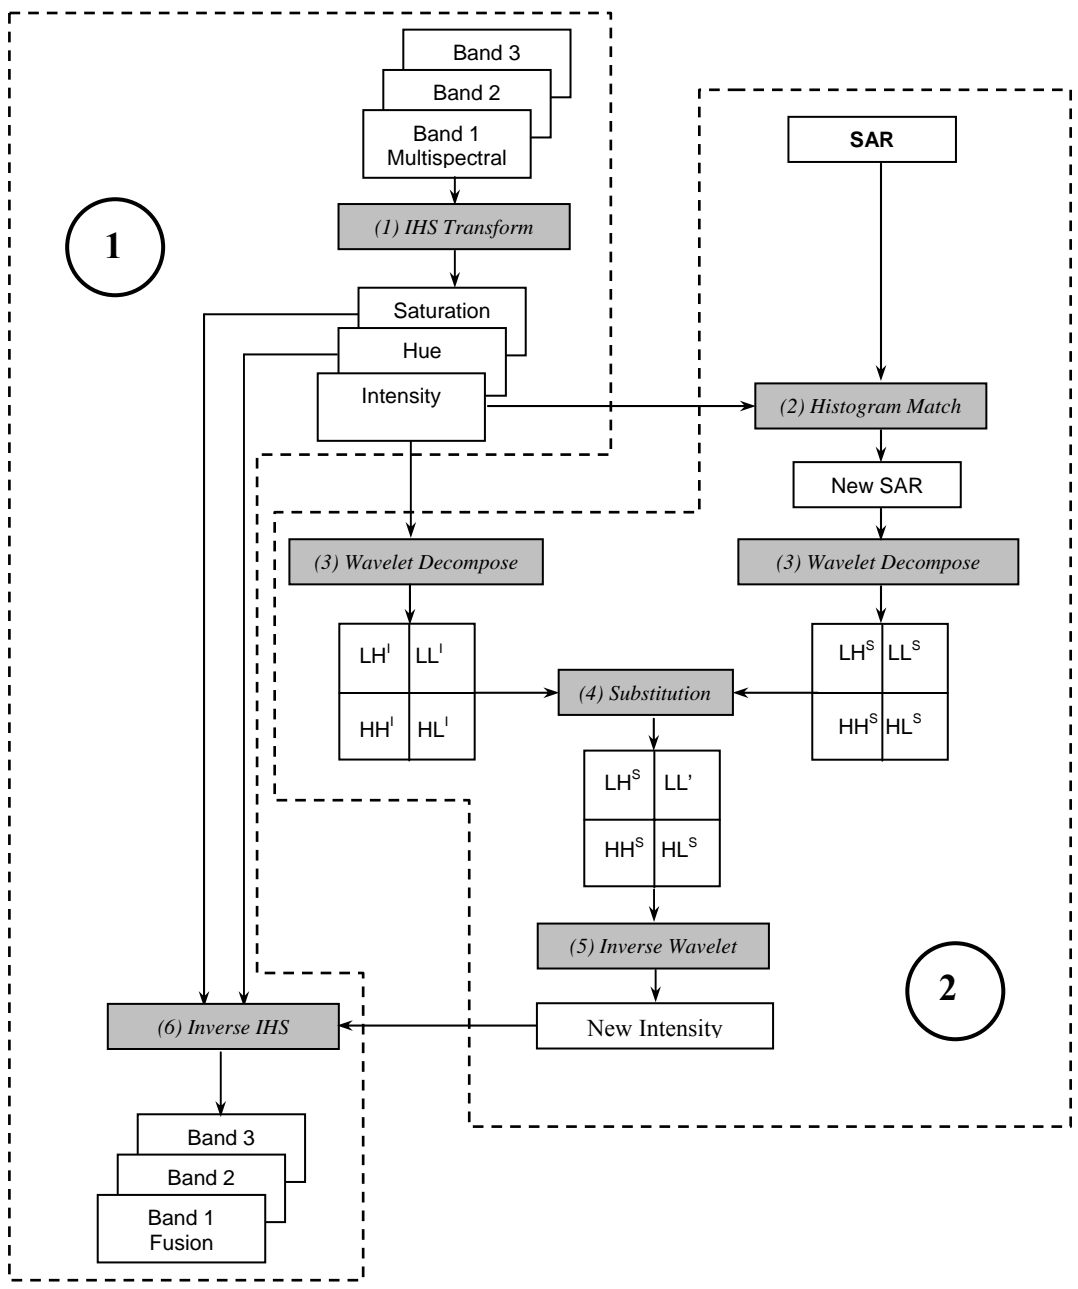 Band 3
Band 2
Band 1
Multispectral
SAR
(1) IHS Transform
1
Saturation
Hue
Intensity
(2) Histogram Match
New SAR
(3) Wavelet Decompose
(3) Wavelet Decompose
LH^I LL^I
HH^I HL^I
LH^S LL^S
HH^S HL^S
(4) Substitution
LH^S LL’
HH^S HL^S
(5) Inverse Wavelet
2
(6) Inverse IHS
New Intensity
Band 3
Band 2
Band 1
Fusion